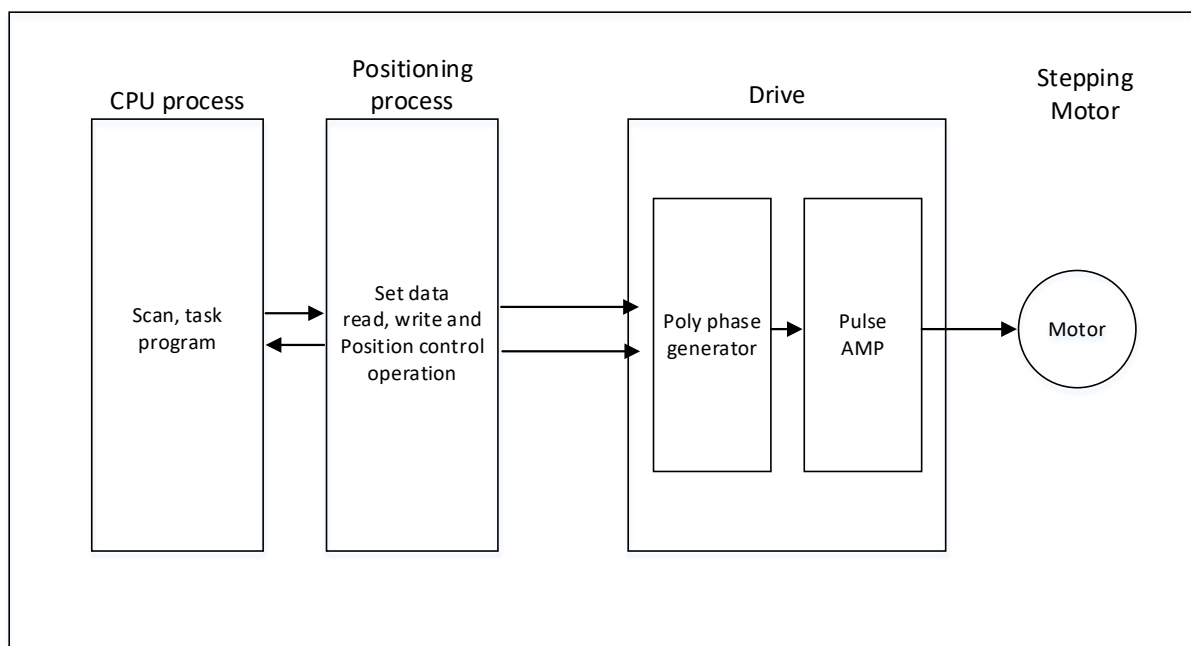 CPU process
Positioning
process
Drive
Stepping
Motor
Scan, task
program
Set data
read, write and
Position control
operation
Poly phase
generator
Pulse
AMP
Motor